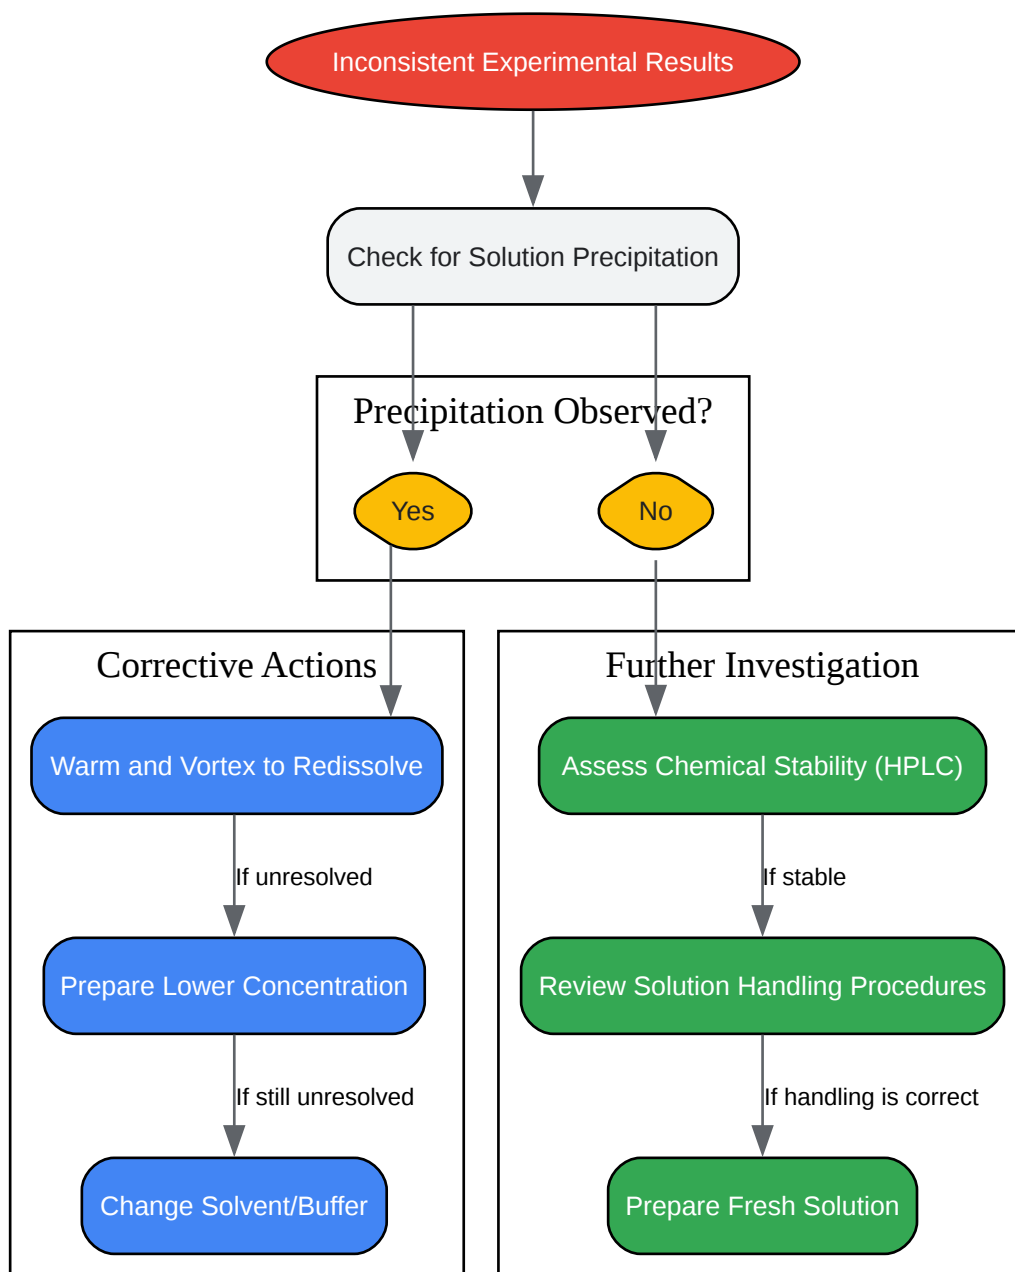 Inconsistent Experimental Results
Check for Solution Precipitation
Precipitation Observed?
Yes
No
Corrective Actions
Warm and Vortex to Redissolve
If unresolved
Prepare Lower Concentration
If still unresolved
Change Solvent/Buffer
Further Investigation
Assess Chemical Stability (HPLC)
If stable
Review Solution Handling Procedures
If handling is correct
Prepare Fresh Solution